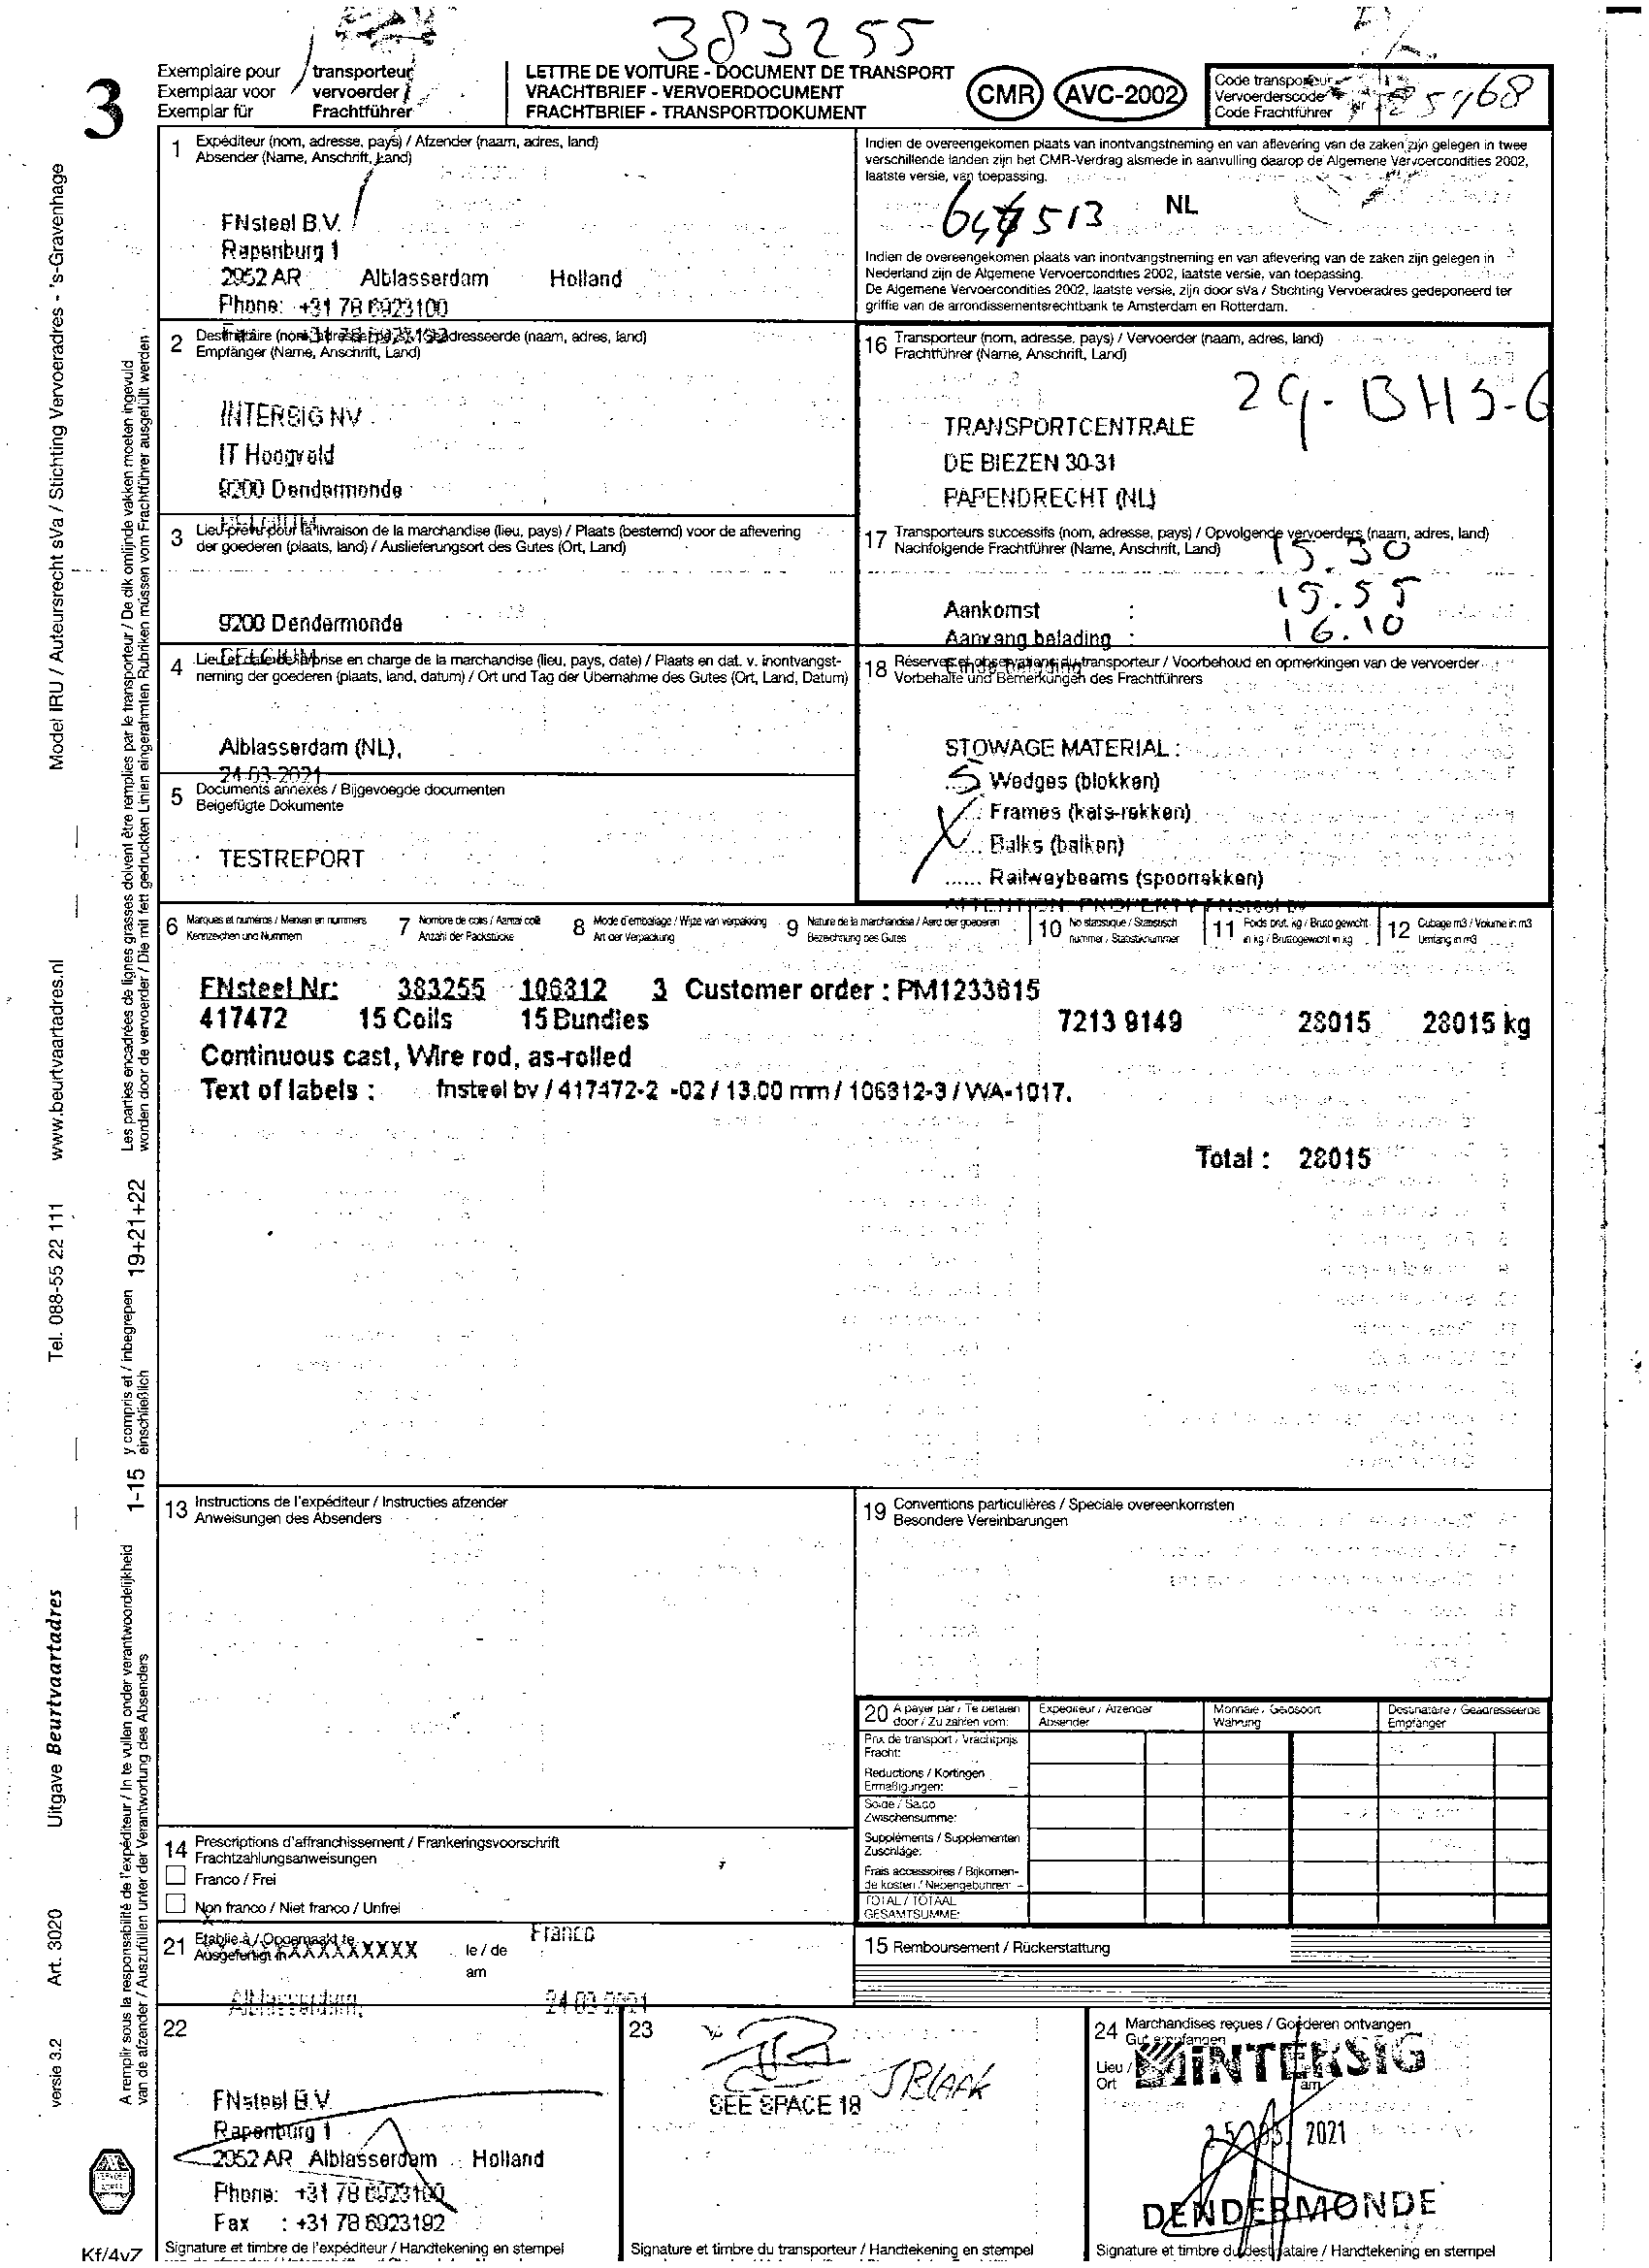 383255
3
Exemplaire pour transporteur
Exemplaar voor vervoerder
Exemplar für Frachtführer
LETTRE DE VOITURE - DOCUMENT DE TRANSPORT
VRACHTBRIEF - VERVOERDOCUMENT
FRACHTBRIEF - TRANSPORTDOKUMENT
CMR
AVC-2002
Code transporteur
Vervoerderscode
Code Frachtführer
1 Expéditeur (nom, adresse, pays) / Afzender (naam, adres, land)
Absender (Name, Anschrift, Land)
FNsteel B.V.
Rapenburg 1
2952 AR Alblasserdam Holland
Phone: +31 78 6923100
Indien de overeengekomen plaats van inontvangstneming en van aflevering van de zaken zijn gelegen in twee
verschillende landen zijn het CMR-Verdrag alsmede in aanvulling daarop de Algemene Vervoercondities 2002,
laatste versie, van toepassing.
NL
Indien de overeengekomen plaats van inontvangstneming en van aflevering van de zaken zijn gelegen in
Nederland zijn de Algemene Vervoercondities 2002, laatste versie, van toepassing.
De Algemene Vervoercondities 2002, laatste versie, zijn door sVa / Stichting Vervoeradres gedeponeerd ter
griffie van de arrondissementsrechtbank te Amsterdam en Rotterdam.
2 Destinataire (nom, adresse, pays) / Geadresseerde (naam, adres, land)
Empfänger (Name, Anschrift, Land)
INTERSIG NV
IT Hoogveld
9200 Dendermonde
BELGIUM
16 Transporteur (nom, adresse, pays) / Vervoerder (naam, adres, land)
Frachtführer (Name, Anschrift, Land)
TRANSPORTCENTRALE
DE BIEZEN 30-31
PAPENDRECHT (NL)
3 Lieu prévu pour la livraison de la marchandise (lieu, pays) / Plaats (bestemd) voor de aflevering
der goederen (plaats, land) / Auslieferungsort des Gutes (Ort, Land)
9200 Dendermonde
BELGIUM
17 Transporteurs successifs (nom, adresse, pays) / Opvolgende vervoerders (naam, adres, land)
Nachfolgende Frachtführer (Name, Anschrift, Land)
15.30
Aankomst : 15.55
Aanvang belading : 16.10
4 Lieu et date de la prise en charge de la marchandise (lieu, pays, date) / Plaats en dat. v. inontvangst-
neming der goederen (plaats, land, datum) / Ort und Tag der Übernahme des Gutes (Ort, Land, Datum)
Alblasserdam (NL),
24-03-2021
18 Réserves et observations du transporteur / Voorbehoud en opmerkingen van de vervoerder
Vorbehalte und Bemerkungen des Frachtführers
STOWAGE MATERIAL :
5 Wedges (blokken)
Frames (kats-rekken)
Balks (balken)
...... Railwaybeams (spoorrekken)
ATTENTION: PROPERTY FNsteel BV
5 Documents annexés / Bijgevoegde documenten
Beigefügte Dokumente
TESTREPORT
6 Marques et numéros / Merken en nummers
Kennzeichen und Nummern
7 Nombre de colis / Aantal colli
Anzahl der Packstücke
8 Mode d'emballage / Wijze van verpakking
Art der Verpackung
9 Nature de la marchandise / Aard der goederen
Bezeichnung des Gutes
10 No statistique / Statistisch
nummer / Statistiknummer
11 Poids brut. kg / Bruto gewicht
in kg / Bruttogewicht in kg
12 Cubage m3 / Volume in m3
Umfang in m3
FNsteel Nr: 383255 106312 3 Customer order : PM1233615
417472 15 Coils 15 Bundles 7213 9149 28015 28015 kg
Continuous cast, Wire rod, as-rolled
Text of labels : fnsteel bv / 417472-2 -02 / 13.00 mm / 106312-3 / WA-1017.
Total : 28015
13 Instructions de l'expéditeur / Instructies afzender
Anweisungen des Absenders
19 Conventions particulières / Speciale overeenkomsten
Besondere Vereinbarungen
20 A payer par / Te betalen
door / Zu zahlen vom:
Expéditeur / Afzender
Absender
Monnaie / Geldsoort
Währung
Destinataire / Geadresseerde
Empfänger
Prix de transport / Vrachtprijs
Fracht:
Reductions / Kortingen
Ermaßigungen:
Solde / Saldo
Zwischensumme:
Suppléments / Supplementen
Zuschläge:
Frais accessoires / Bijkomen-
de kosten / Nebengebühren
TOTAL / TOTAAL
GESAMTSUMME:
14 Prescriptions d'affranchissement / Frankeringsvoorschrift
Frachtzahlungsanweisungen
Franco / Frei
Non franco / Niet franco / Unfrei
21 Etablie à / Opgemaakt te
Ausgefertigt in
le / de
am
Franco
Alblasserdam, 24-03-2021
15 Remboursement / Rückerstattung
22
FNsteel B.V.
Rapenburg 1
2952 AR Alblasserdam Holland
Phone: +31 78 6923100
Fax : +31 78 6923192
Signature et timbre de l'expéditeur / Handtekening en stempel
23
JBLAAK
SEE SPACE 18
Signature et timbre du transporteur / Handtekening en stempel
24 Marchandises reçues / Goederen ontvangen
Gut empfangen
Lieu /
Ort
am
INTERSIG
25 03 2021
DENDERMONDE
Signature et timbre du destinataire / Handtekening en stempel
Model IRU / Auteursrecht sVa / Stichting Vervoeradres - 's-Gravenhage
www.beurtvaartadres.nl
Tel. 088-55 22 111
Uitgave Beurtvaartadres
Art. 3020
versie 3.2
Les parties encadrées de lignes grasses doivent être remplies par le transporteur / De dik omlijnde vakken moeten ingevuld
worden door de vervoerder / Die mit fett gedruckten Linien eingerahmten Rubriken müssen vom Frachtführer ausgefüllt werden
1-15 y compris et / inbegrepen 19+21+22
einschließlich
A remplir sous la responsabilité de l'expéditeur / In te vullen onder verantwoordelijkheid
van de afzender / Auszufüllen unter der Verantwortung des Absenders
Kf/4v7